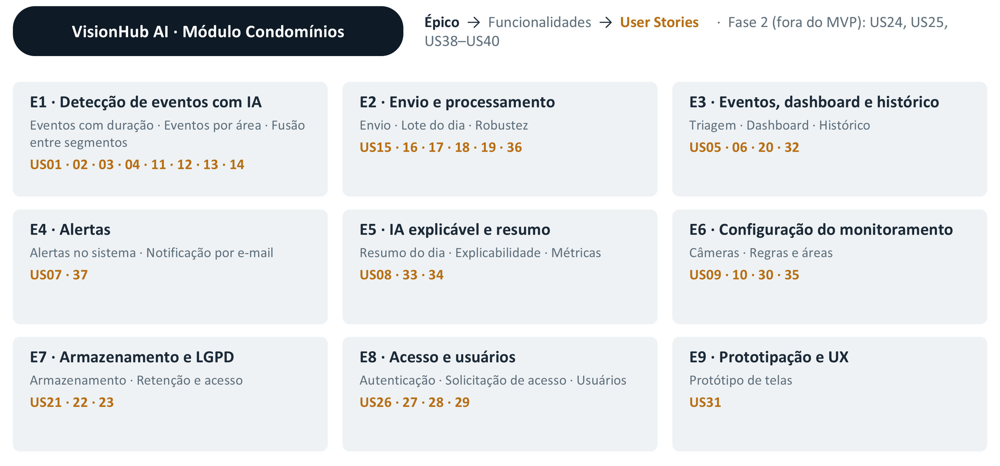 VisionHub AI · Módulo Condomínios
Épico → Funcionalidades → User Stories · Fase 2 (fora do MVP): US24, US25,
US38–US40
E1 · Detecção de eventos com IA
Eventos com duração · Eventos por área · Fusão
entre segmentos
US01 · 02 · 03 · 04 · 11 · 12 · 13 · 14
E2 · Envio e processamento
Envio · Lote do dia · Robustez
US15 · 16 · 17 · 18 · 19 · 36
E3 · Eventos, dashboard e histórico
Triagem · Dashboard · Histórico
US05 · 06 · 20 · 32
E4 · Alertas
Alertas no sistema · Notificação por e-mail
US07 · 37
E5 · IA explicável e resumo
Resumo do dia · Explicabilidade · Métricas
US08 · 33 · 34
E6 · Configuração do monitoramento
Câmeras · Regras e áreas
US09 · 10 · 30 · 35
E7 · Armazenamento e LGPD
Armazenamento · Retenção e acesso
US21 · 22 · 23
E8 · Acesso e usuários
Autenticação · Solicitação de acesso · Usuários
US26 · 27 · 28 · 29
E9 · Prototipação e UX
Protótipo de telas
US31